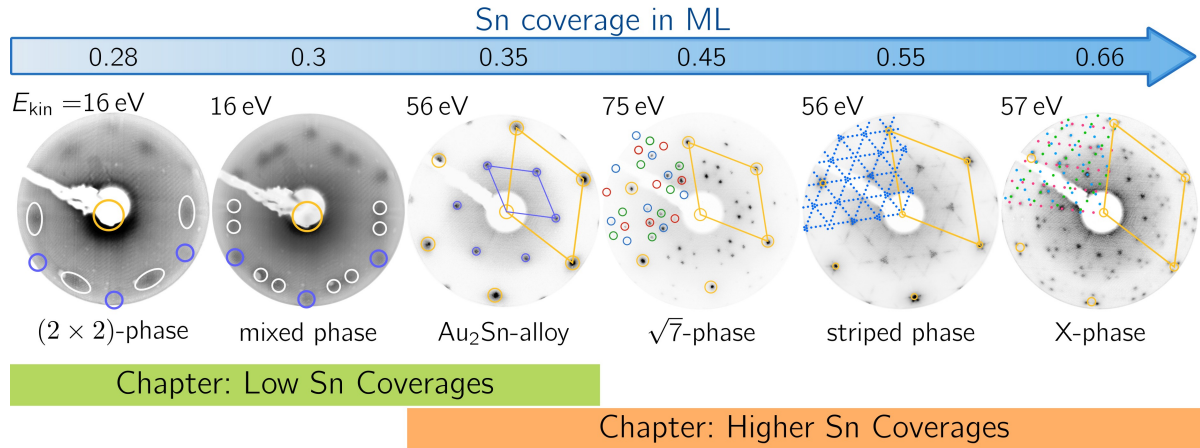 Sn coverage in ML
0.28 0.3 0.35 0.45 0.55 0.66
E_kin =16 eV 16 eV 56 eV 75 eV 56 eV 57 eV
(2 × 2)-phase mixed phase Au₂Sn-alloy √7-phase striped phase X-phase
Chapter: Low Sn Coverages
Chapter: Higher Sn Coverages